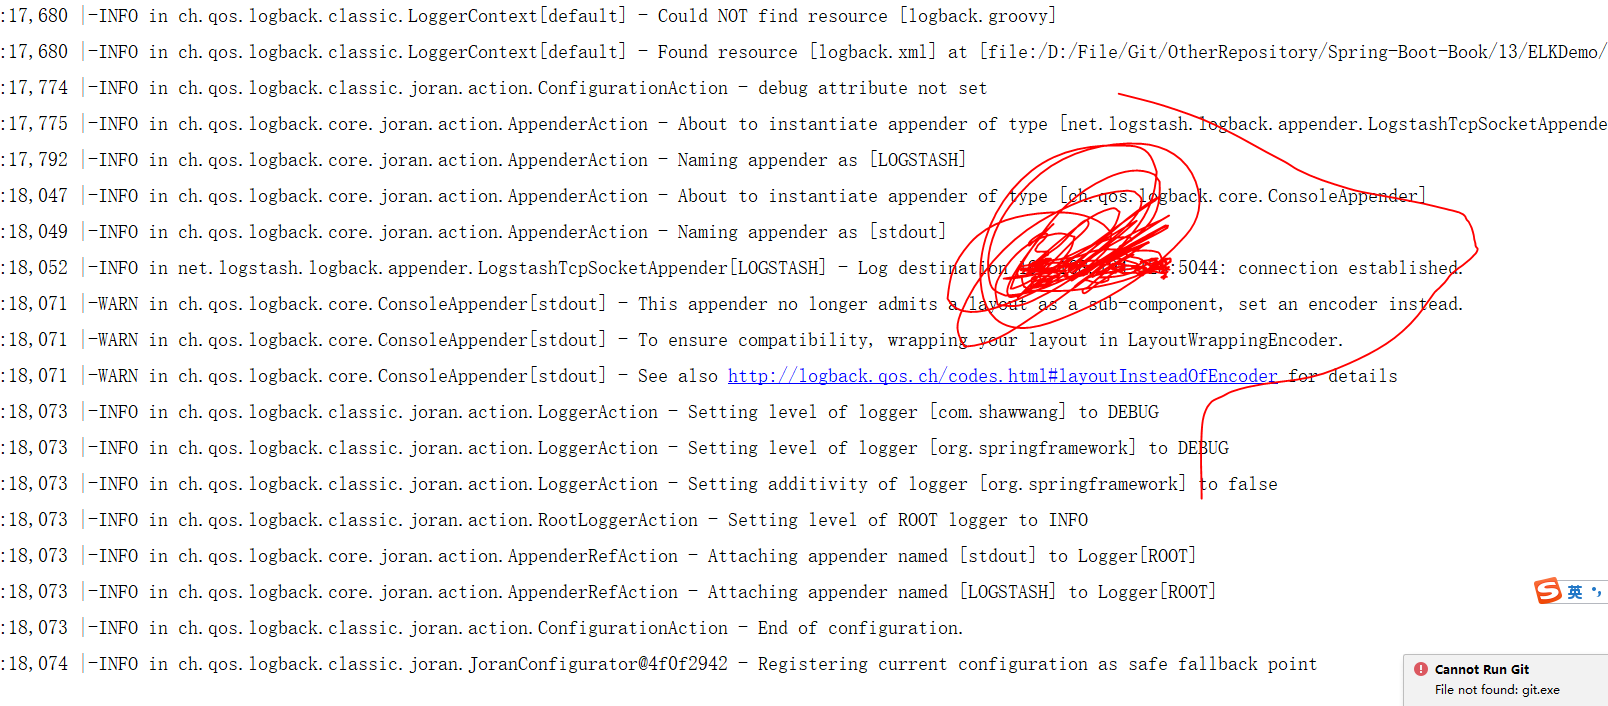 :17,680 |-INFO in ch.qos.logback.classic.LoggerContext[default] - Could NOT find resource [logback.groovy]
:17,680 |-INFO in ch.qos.logback.classic.LoggerContext[default] - Found resource [logback.xml] at [file:/D:/File/Git/OtherRepository/Spring-Boot-Book/13/ELKDemo/
:17,774 |-INFO in ch.qos.logback.classic.joran.action.ConfigurationAction - debug attribute not set
:17,775 |-INFO in ch.qos.logback.core.joran.action.AppenderAction - About to instantiate appender of type [net.logstash.logback.appender.LogstashTcpSocketAppende
:17,792 |-INFO in ch.qos.logback.core.joran.action.AppenderAction - Naming appender as [LOGSTASH]
:18,047 |-INFO in ch.qos.logback.core.joran.action.AppenderAction - About to instantiate appender of type [ch.qos.logback.core.ConsoleAppender]
:18,049 |-INFO in ch.qos.logback.core.joran.action.AppenderAction - Naming appender as [stdout]
:18,052 |-INFO in net.logstash.logback.appender.LogstashTcpSocketAppender[LOGSTASH] - Log destination :5044: connection established.
:18,071 |-WARN in ch.qos.logback.core.ConsoleAppender[stdout] - This appender no longer admits a layout as a sub-component, set an encoder instead.
:18,071 |-WARN in ch.qos.logback.core.ConsoleAppender[stdout] - To ensure compatibility, wrapping your layout in LayoutWrappingEncoder.
:18,071 |-WARN in ch.qos.logback.core.ConsoleAppender[stdout] - See also http://logback.qos.ch/codes.html#layoutInsteadOfEncoder for details
:18,073 |-INFO in ch.qos.logback.classic.joran.action.LoggerAction - Setting level of logger [com.shawwang] to DEBUG
:18,073 |-INFO in ch.qos.logback.classic.joran.action.LoggerAction - Setting level of logger [org.springframework] to DEBUG
:18,073 |-INFO in ch.qos.logback.classic.joran.action.LoggerAction - Setting additivity of logger [org.springframework] to false
:18,073 |-INFO in ch.qos.logback.classic.joran.action.RootLoggerAction - Setting level of ROOT logger to INFO
:18,073 |-INFO in ch.qos.logback.core.joran.action.AppenderRefAction - Attaching appender named [stdout] to Logger[ROOT]
:18,073 |-INFO in ch.qos.logback.core.joran.action.AppenderRefAction - Attaching appender named [LOGSTASH] to Logger[ROOT]
S 英
:18,073 |-INFO in ch.qos.logback.classic.joran.action.ConfigurationAction - End of configuration.
:18,074 |-INFO in ch.qos.logback.classic.joran.JoranConfigurator@4f0f2942 - Registering current configuration as safe fallback point
Cannot Run Git
File not found: git.exe